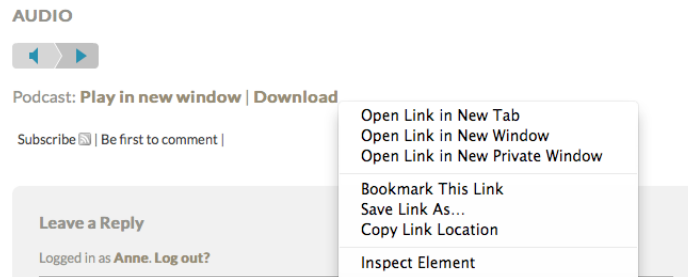 AUDIO
Podcast: Play in new window | Download
Subscribe | Be first to comment |
Leave a Reply
Logged in as Anne. Log out?
Open Link in New Tab
Open Link in New Window
Open Link in New Private Window
Bookmark This Link
Save Link As...
Copy Link Location
Inspect Element